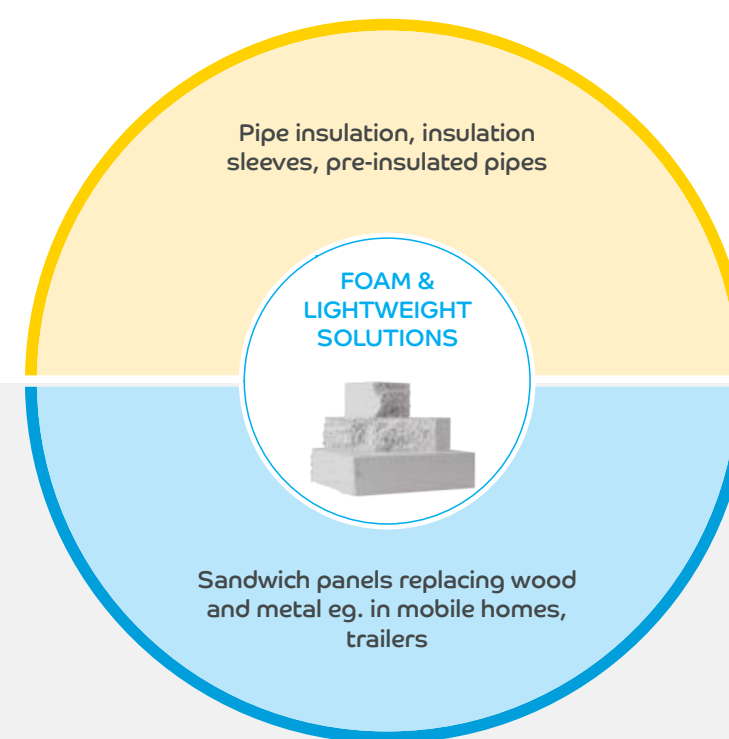 Pipe insulation, insulation
sleeves, pre-insulated pipes
FOAM &
LIGHTWEIGHT
SOLUTIONS
Sandwich panels replacing wood
and metal eg. in mobile homes,
trailers